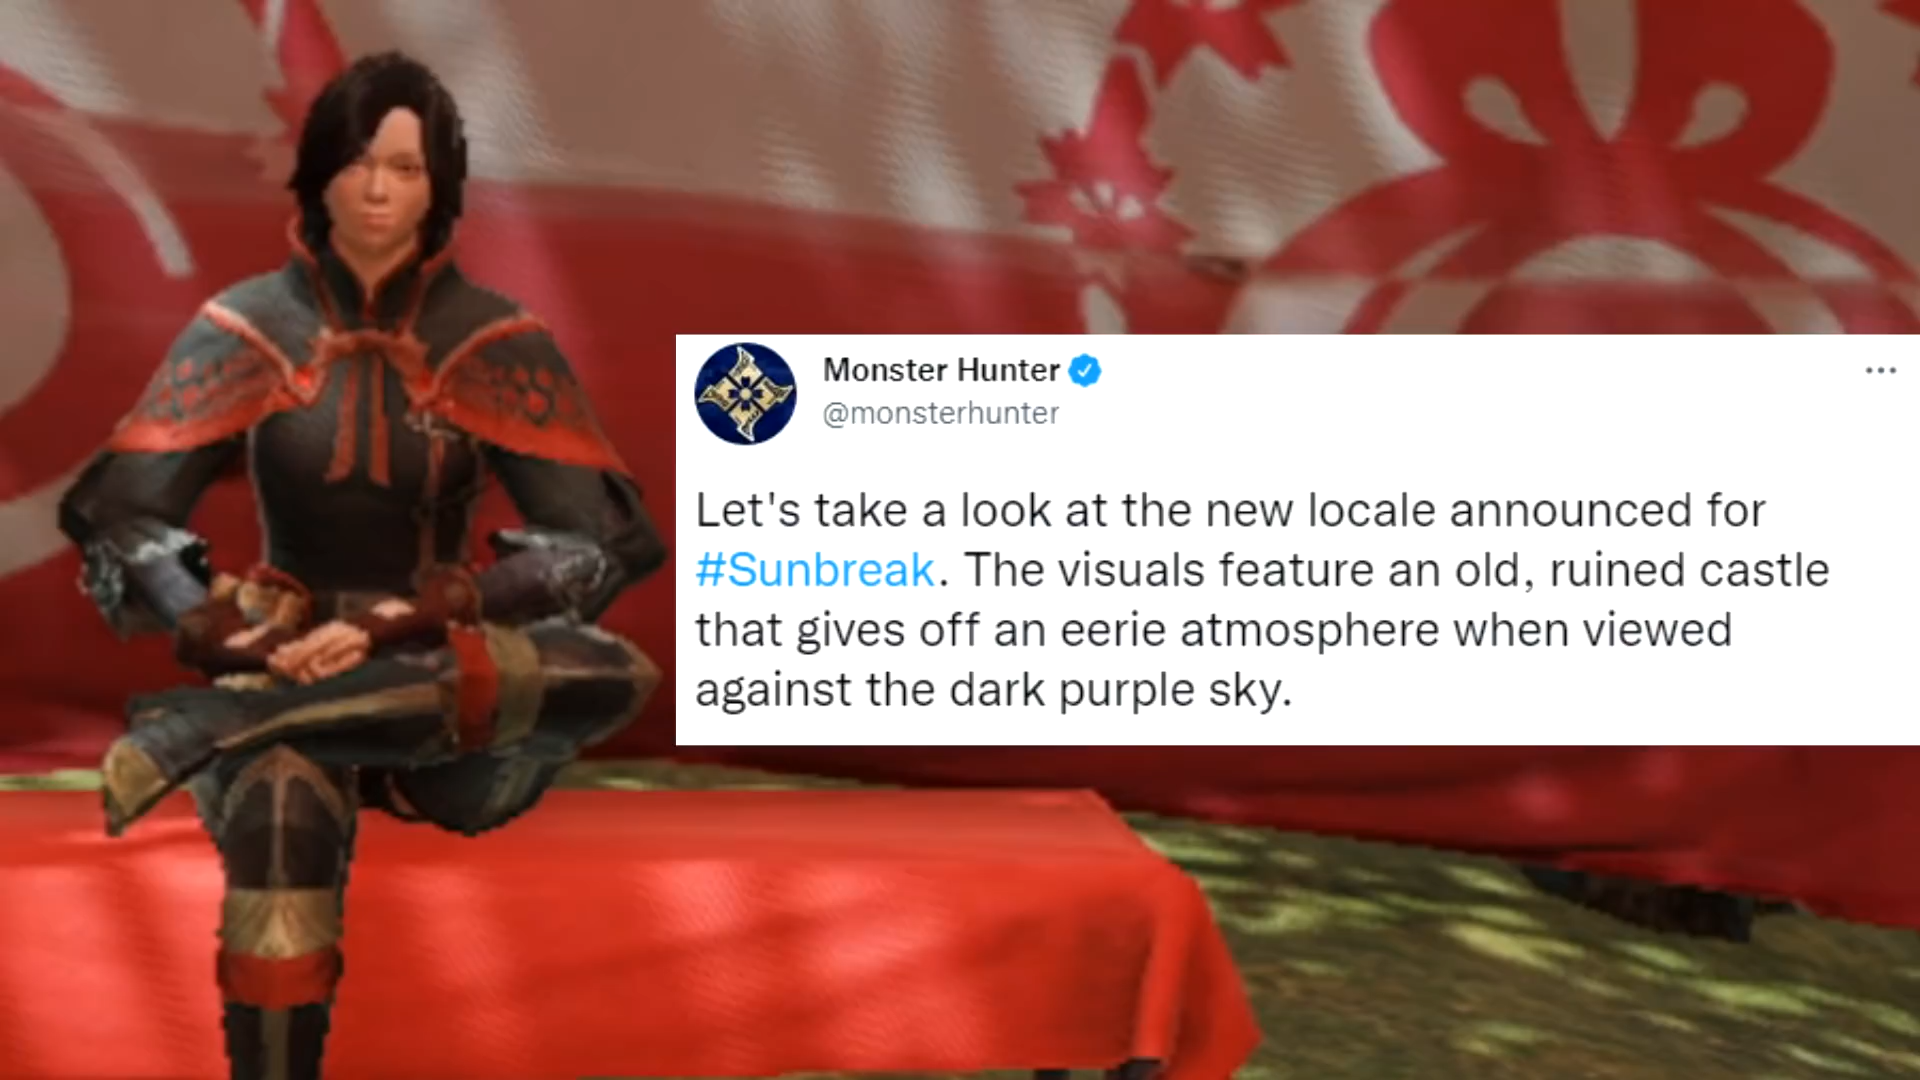 Monster Hunter
@monsterhunter
Let's take a look at the new locale announced for
#Sunbreak. The visuals feature an old, ruined castle
that gives off an eerie atmosphere when viewed
against the dark purple sky.